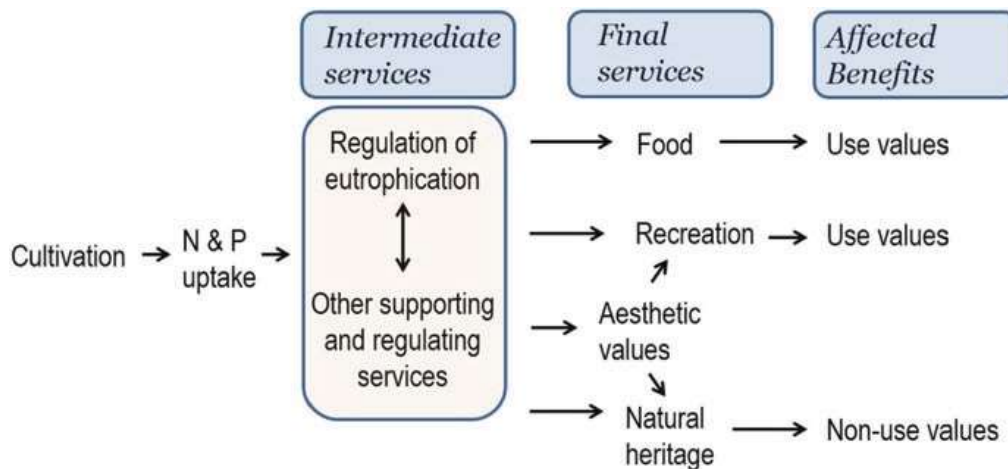 Intermediate
services
Final
services
Affected
Benefits
Regulation of
eutrophication
Food
Use values
Cultivation
N & P
uptake
Recreation
Use values
Other supporting
and regulating
services
Aesthetic
values
Natural
heritage
Non-use values